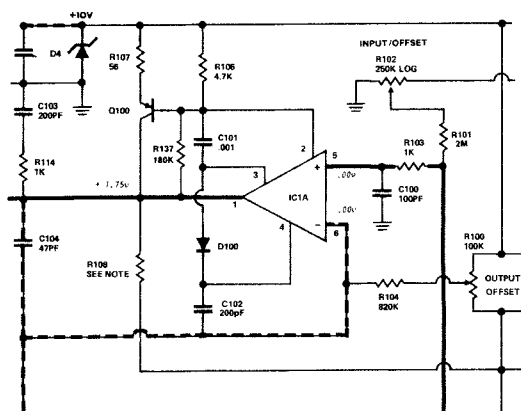 +10V
D4
R107
56
R106
4.7K
INPUT/OFFSET
R102
250K LOG
C103
200PF
Q100
C101
.001
R137
180K
2
R101
2M
R114
1K
3
+
5
.00v
R103
1K
+ 1.75v
1
IC1A
C100
100PF
4
−
.00v
6
R100
100K
C104
47PF
R108
SEE NOTE
D100
C102
200pF
R104
820K
OUTPUT
OFFSET